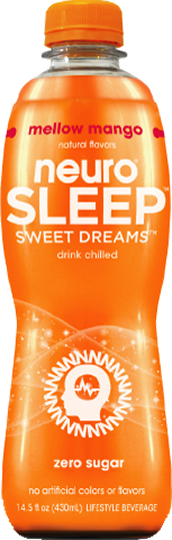 mellow mango
natural flavors
neuro®
SLEEP™
SWEET DREAMS™
drink chilled
zero sugar
no artificial colors or flavors
14.5 fl oz (430mL) LIFESTYLE BEVERAGE